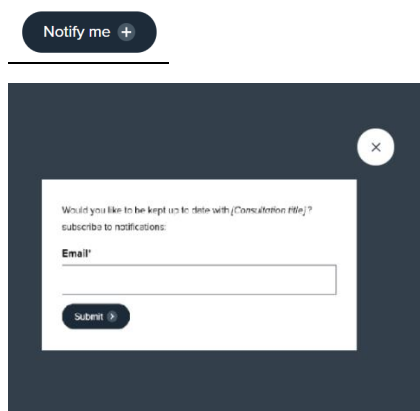 Notify me +
Would you like to be kept up to date with [Consultation title]?
subscribe to notifications:
Email*
Submit